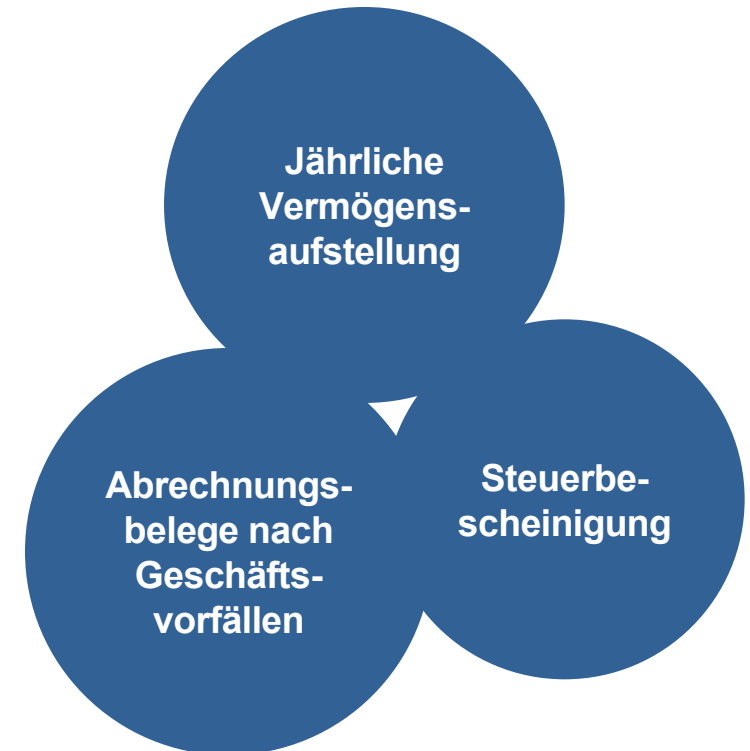 Jährliche
Vermögens-
aufstellung
Abrechnungs-
belege nach
Geschäfts-
vorfällen
Steuerbe-
scheinigung